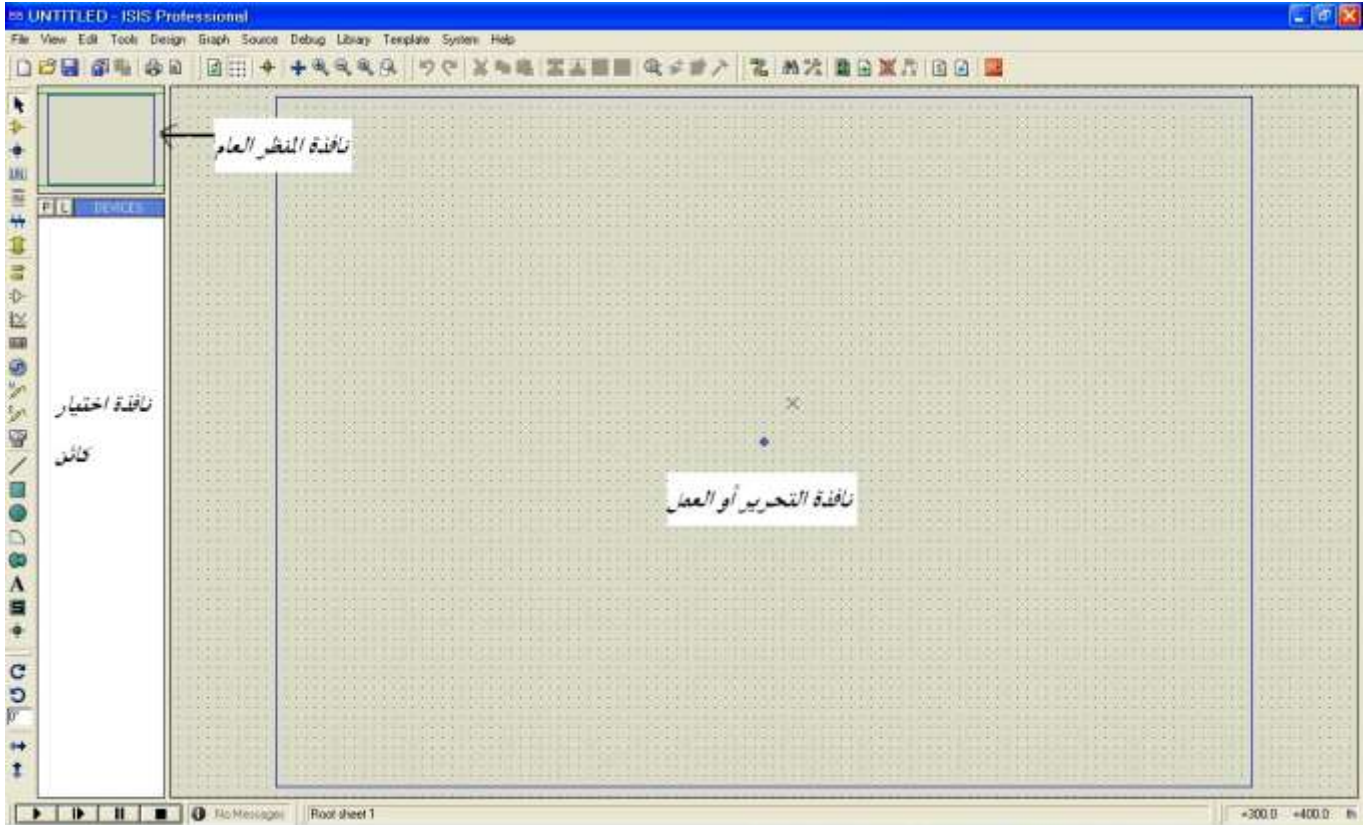 UNTITLED - ISIS Professional
File View Edit Tools Design Graph Source Debug Library Template System Help
نافذة المنظر العام
P L DEVICES
نافذة اختيار
كائن
نافذة التحرير أو العمل
A
0°
No Messages Root sheet 1 -300.0 +400.0 th